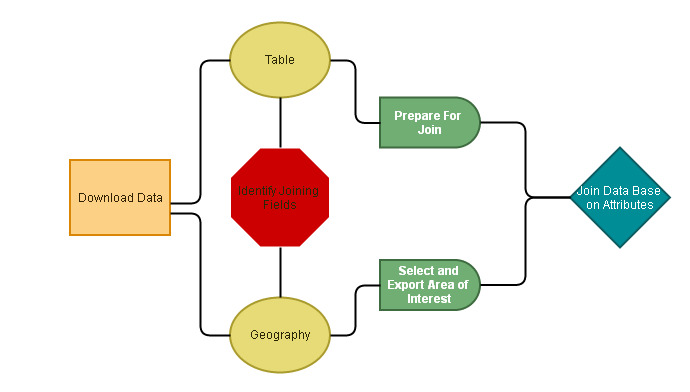 Table
Prepare For
Join
Download Data
Identify Joining
Fields
Join Data Base
on Attributes
Select and
Export Area of
Interest
Geography